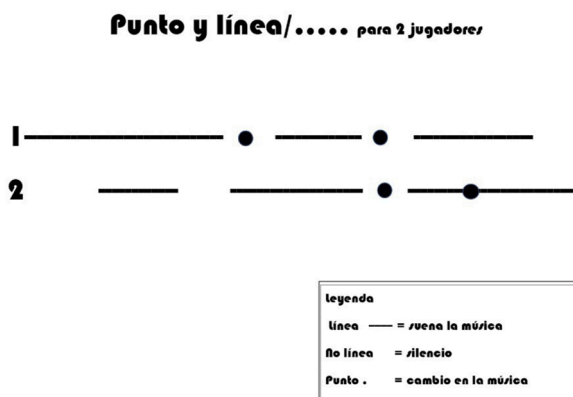 Punto y línea/..... para 2 jugadores
1
2
Leyenda
Línea —— = suena la música
No línea = silencio
Punto . = cambio en la música